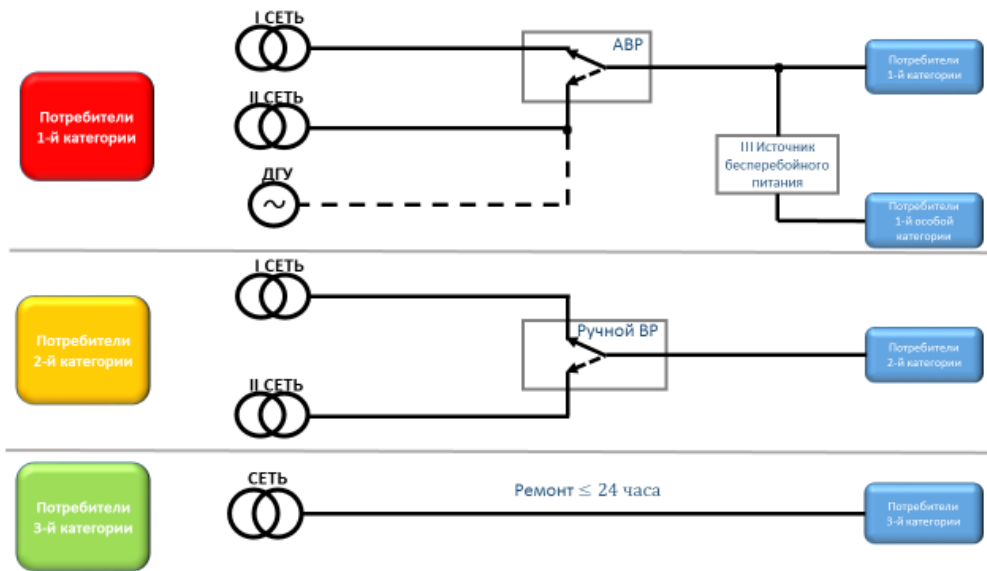 I СЕТЬ
АВР
Потребители
1-й категории
Потребители
1-й категории
II СЕТЬ
III Источник
бесперебойного
питания
ДГУ
~
Потребители
1-й особой
категории
I СЕТЬ
Потребители
2-й категории
Ручной ВР
Потребители
2-й категории
II СЕТЬ
СЕТЬ
Потребители
3-й категории
Ремонт ≤ 24 часа
Потребители
3-й категории